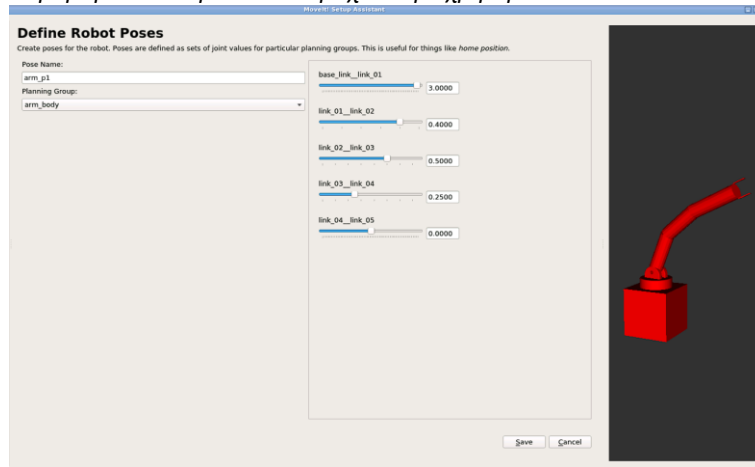 MoveIt! Setup Assistant
Define Robot Poses
Create poses for the robot. Poses are defined as sets of joint values for particular planning groups. This is useful for things like home position.
Pose Name:
arm_p1
Planning Group:
arm_body
base_link__link_01
3.0000
link_01__link_02
0.4000
link_02__link_03
0.5000
link_03__link_04
0.2500
link_04__link_05
0.0000
Save Cancel